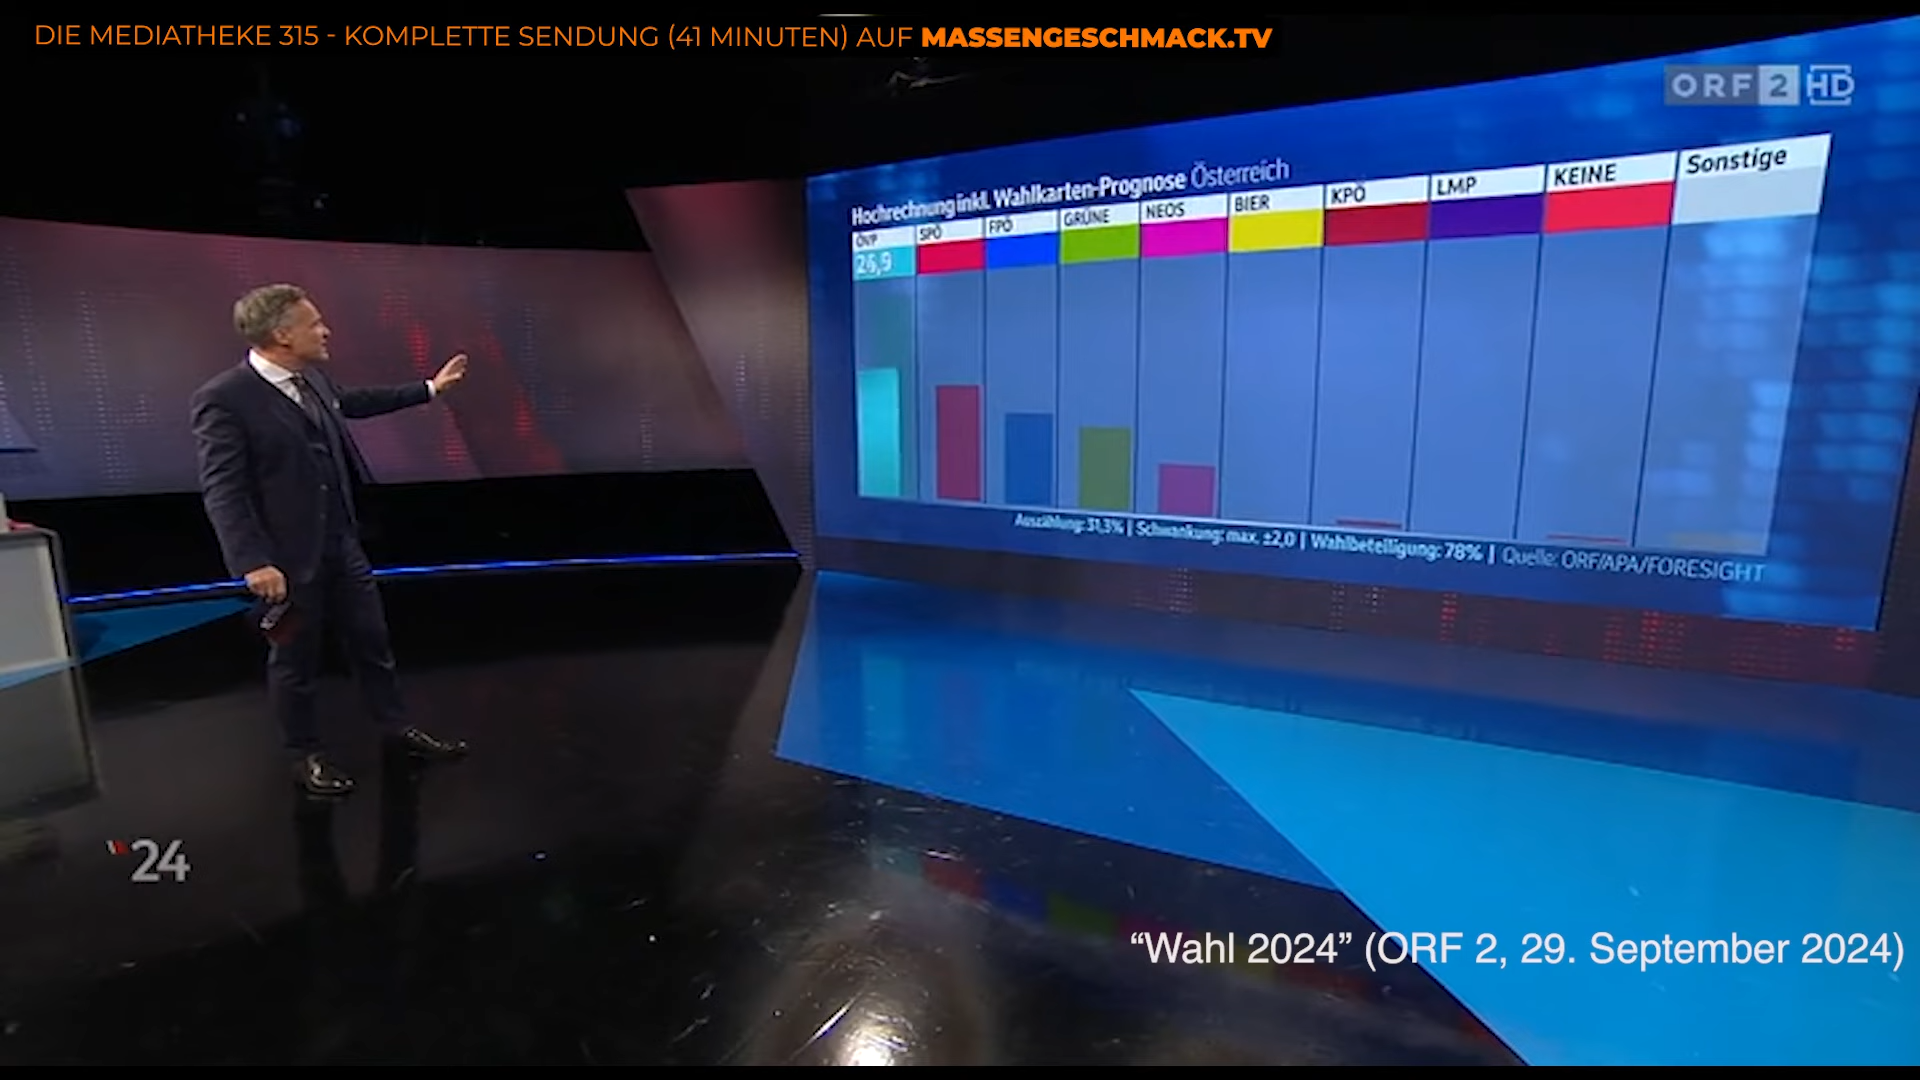 DIE MEDIATHEKE 315 - KOMPLETTE SENDUNG (41 MINUTEN) AUF MASSENGESCHMACK.TV
ORF 2 HD
Hochrechnung inkl. Wahlkarten-Prognose Österreich
ÖVP SPÖ FPÖ GRÜNE NEOS BIER KPÖ LMP KEINE Sonstige
26,9
Auszählung: 31,3% | Schwankung: max. ±2,0 | Wahlbeteiligung: 78% | Quelle: ORF/APA/FORESIGHT
24
“Wahl 2024” (ORF 2, 29. September 2024)